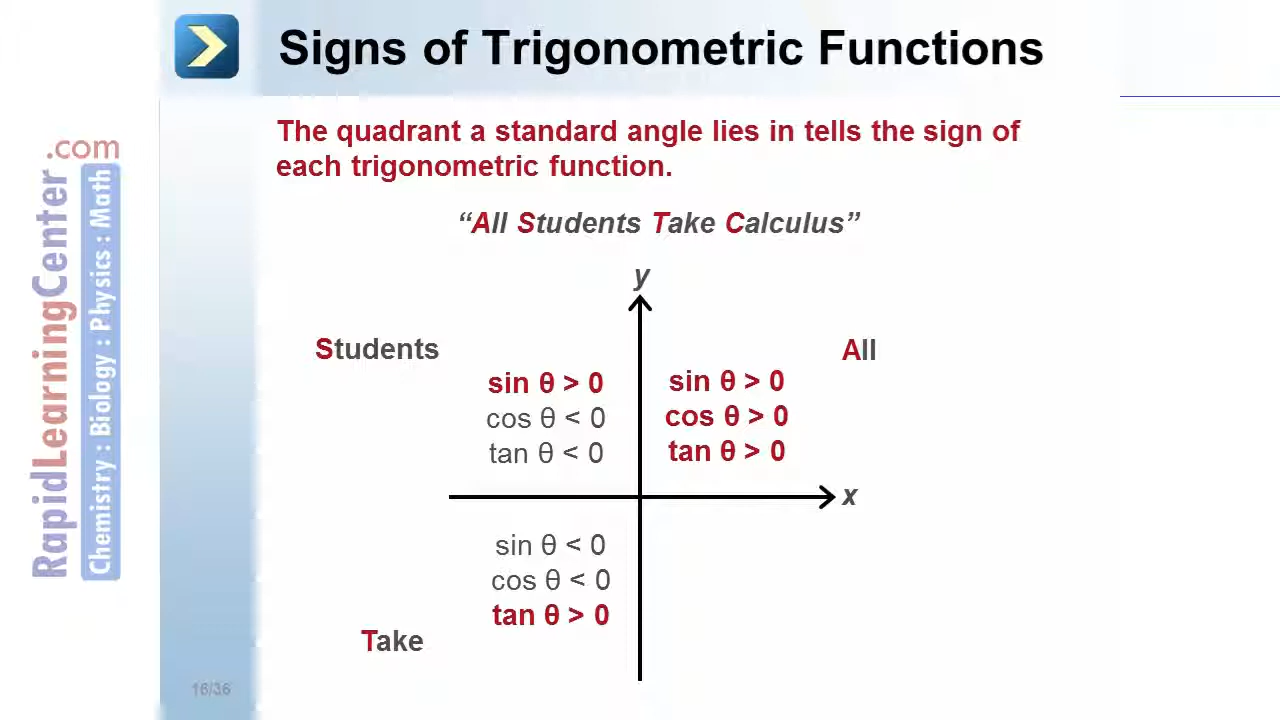 Signs of Trigonometric Functions
The quadrant a standard angle lies in tells the sign of
each trigonometric function.
“All Students Take Calculus”
y
Students
All
sin θ > 0
cos θ < 0
tan θ < 0
sin θ > 0
cos θ > 0
tan θ > 0
x
sin θ < 0
cos θ < 0
tan θ > 0
Take
RapidLearningCenter.com
Chemistry : Biology : Physics : Math
16/36